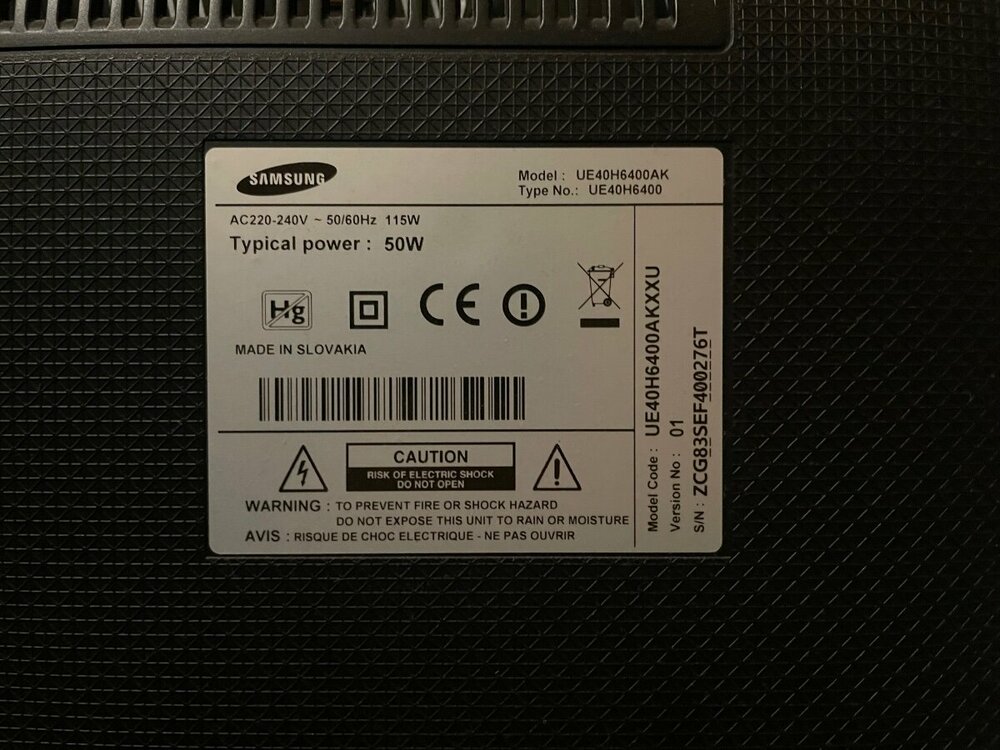 SAMSUNG
Model : UE40H6400AK
Type No.: UE40H6400
AC220-240V ~ 50/60Hz 115W
Typical power : 50W
Hg
CE
MADE IN SLOVAKIA
CAUTION
RISK OF ELECTRIC SHOCK
DO NOT OPEN
WARNING : TO PREVENT FIRE OR SHOCK HAZARD
DO NOT EXPOSE THIS UNIT TO RAIN OR MOISTURE
AVIS : RISQUE DE CHOC ELECTRIQUE - NE PAS OUVRIR
Model Code : UE40H6400AKXXU
Version No : 01
S/N : ZCG83SEF400276T